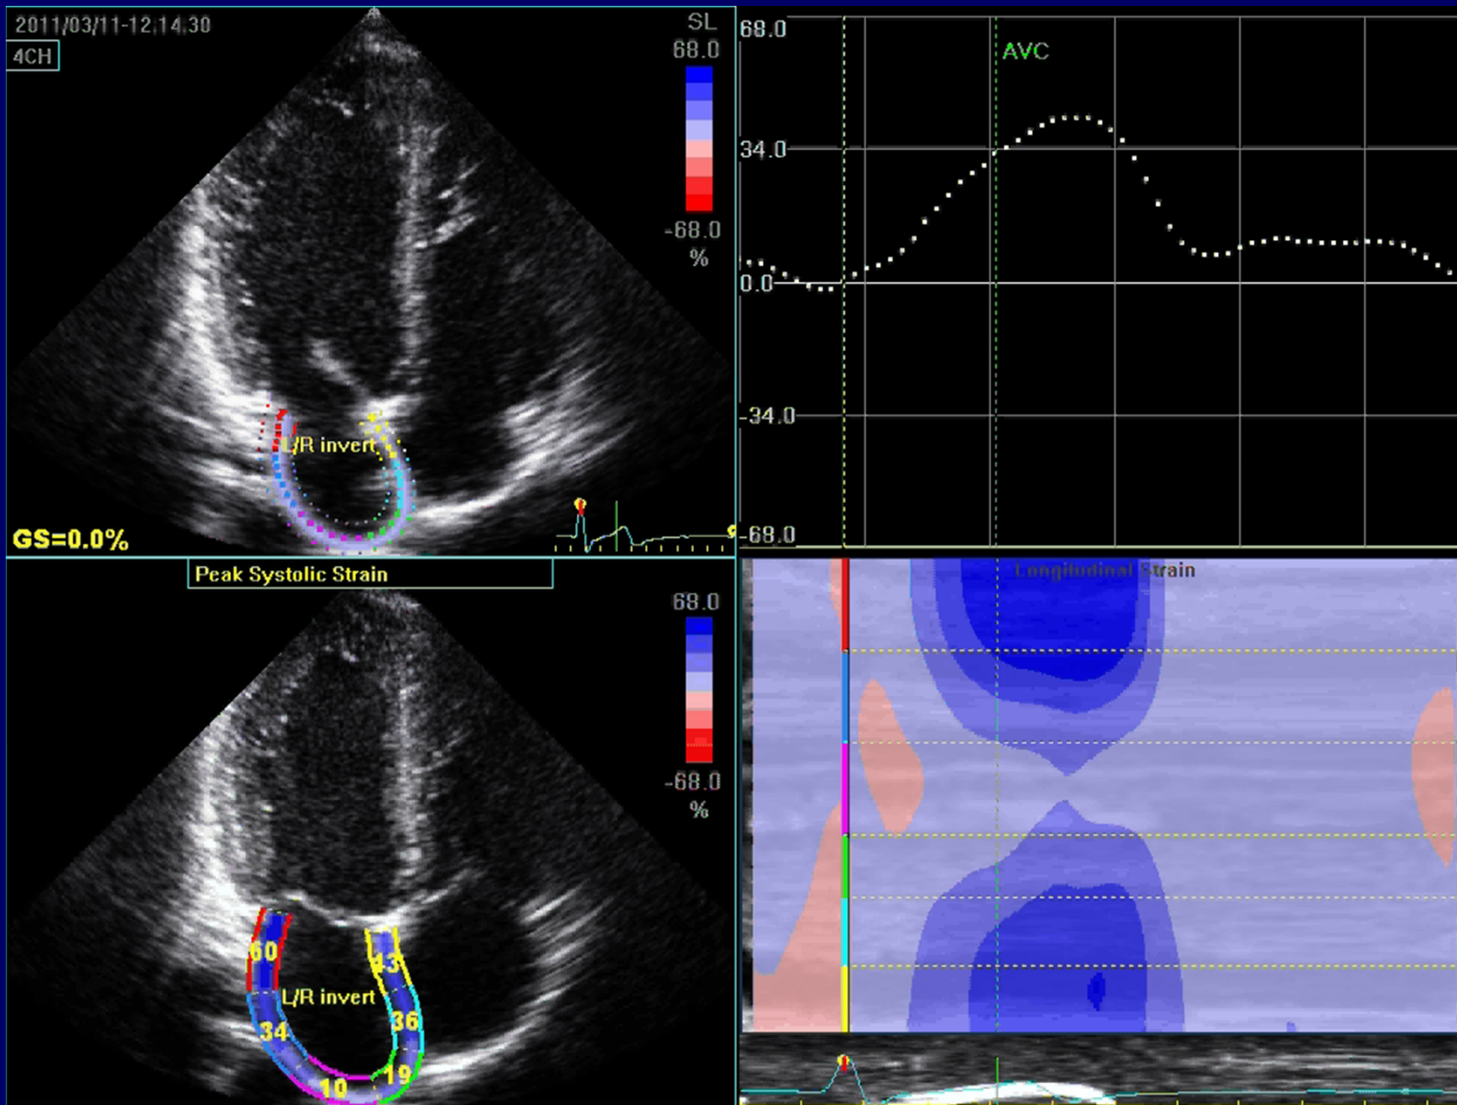 2011/03/11-12:14:30
4CH
SL
68.0
-68.0
%
L/R invert
GS=0.0%
68.0
AVC
34.0
0.0
-34.0
-68.0
Peak Systolic Strain
68.0
-68.0
%
60
43
L/R invert
34
36
10
19
Longitudinal Strain